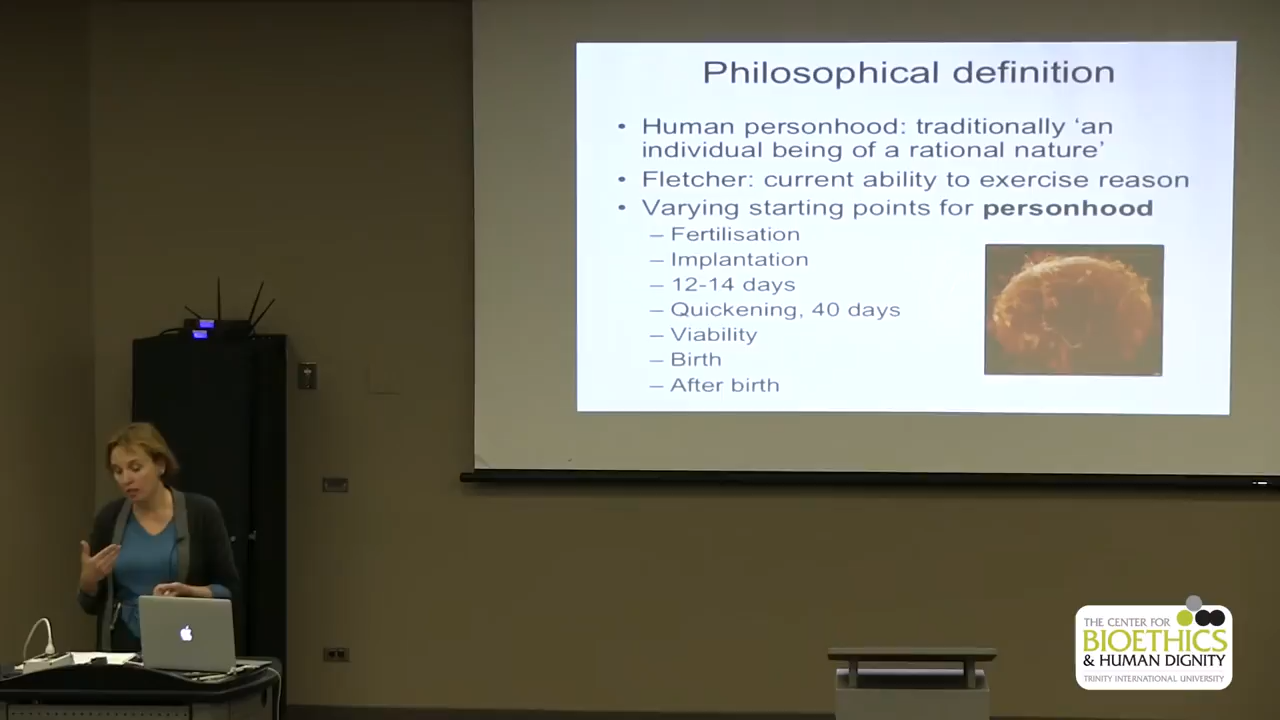 Philosophical definition
• Human personhood: traditionally ‘an
individual being of a rational nature’
• Fletcher: current ability to exercise reason
• Varying starting points for personhood
– Fertilisation
– Implantation
– 12-14 days
– Quickening, 40 days
– Viability
– Birth
– After birth
THE CENTER FOR
BIOETHICS
& HUMAN DIGNITY
TRINITY INTERNATIONAL UNIVERSITY